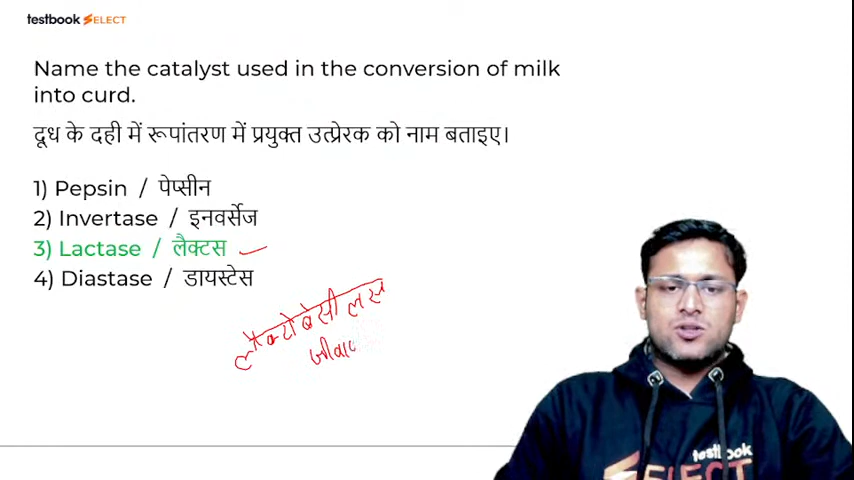 testbook SELECT
Name the catalyst used in the conversion of milk
into curd.
दूध के दही में रूपांतरण में प्रयुक्त उत्प्रेरक को नाम बताइए।
1) Pepsin / पेप्सीन
2) Invertase / इनवर्सेज
3) Lactase / लैक्टस
4) Diastase / डायस्टेस
लैक्टोबेसीलस
जीवा
testbook
SELECT